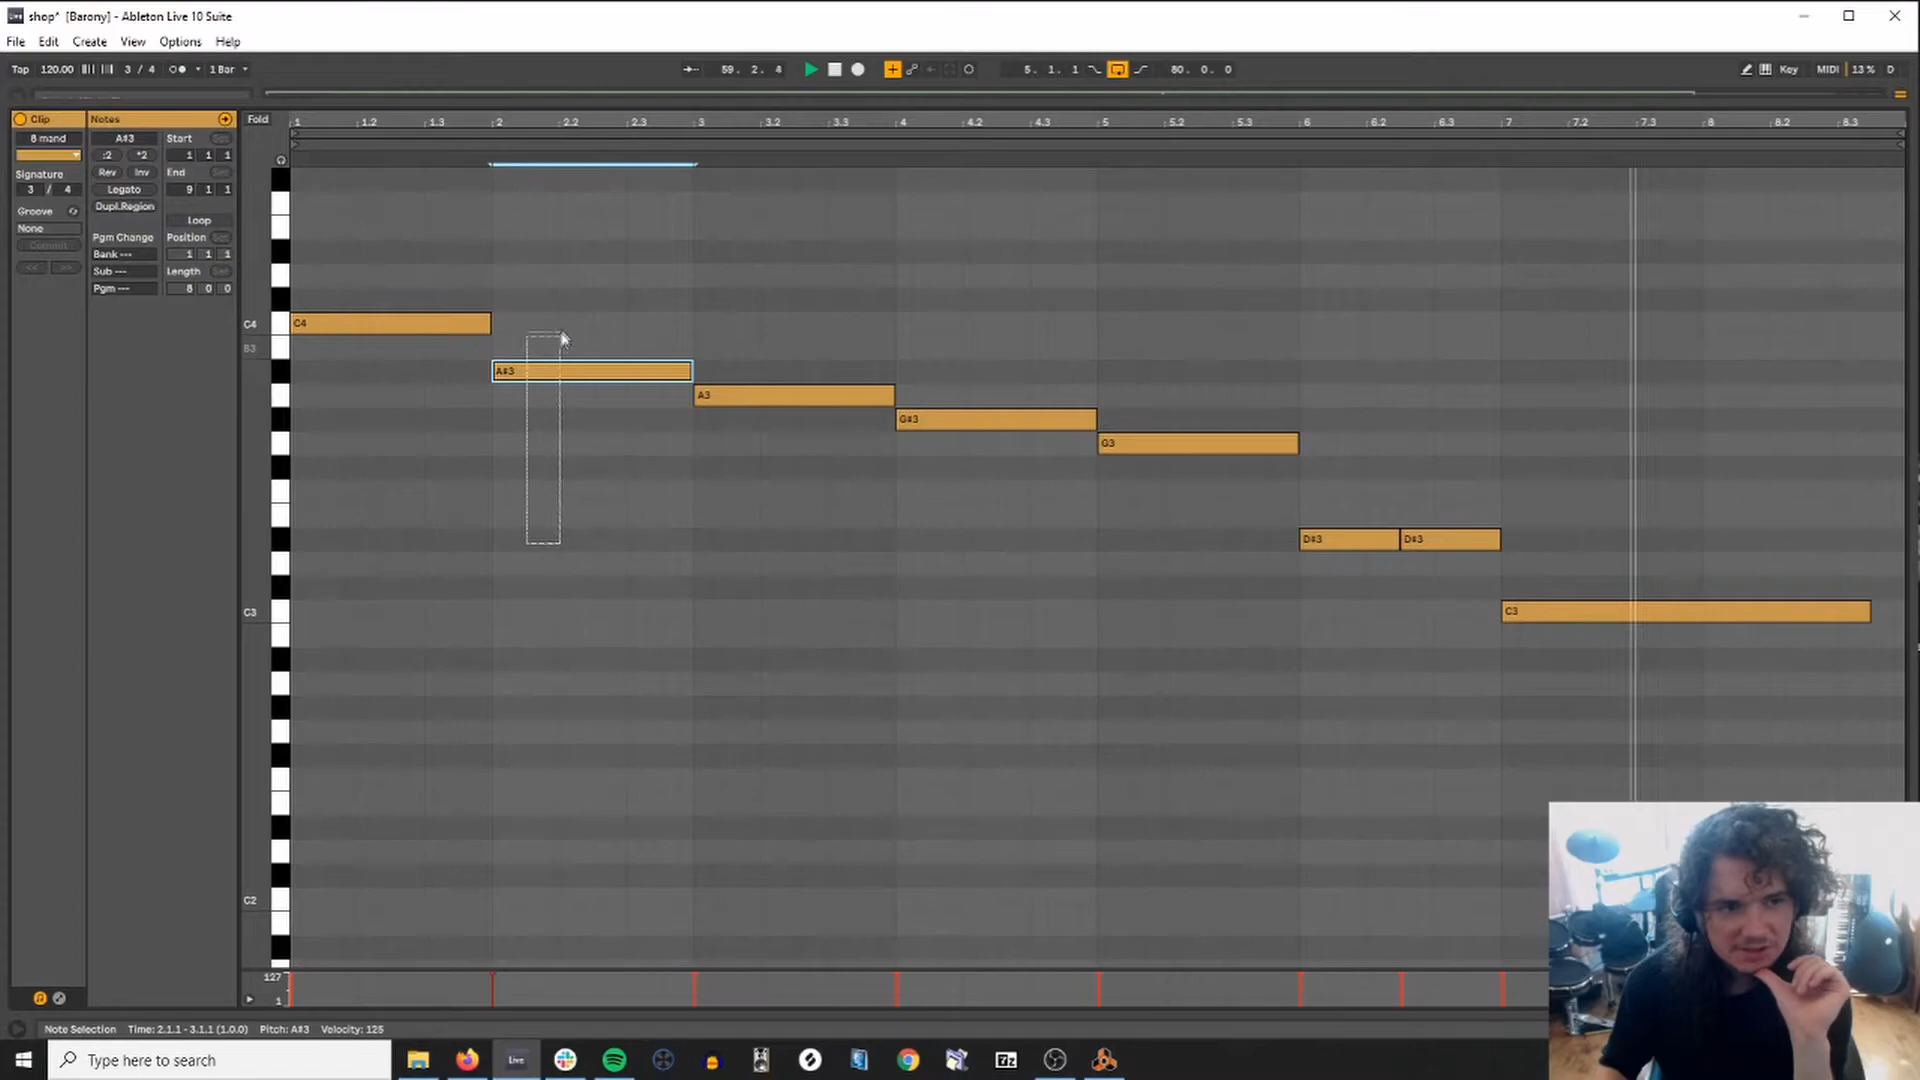 shop* [Barony] - Ableton Live 10 Suite
File Edit Create View Options Help
Tap 120.00 3 / 4 1 Bar 59. 2. 4 5. 1. 1 80. 0. 0 Key MIDI 13 % D
Clip Notes Fold 1 1.2 1.3 2 2.2 2.3 3 3.2 3.3 4 4.2 4.3 5 5.2 5.3 6 6.2 6.3 7 7.2 7.3 8 8.2 8.3
8 mand A#3 Start Set
:2 *2 1 1 1
Signature Rev Inv End Set
3 / 4 Legato 9 1 1
Groove Dupl.Region
None Loop
Commit Pgm Change Position Set
Bank --- 1 1 1
<< >> Sub --- Length Set
Pgm --- 8 0 0
C4 C4
B3
A#3
A3
G#3
G3
D#3 D#3
C3 C3
C2
127
1
Note Selection Time: 2.1.1 - 3.1.1 (1.0.0) Pitch: A#3 Velocity: 125
Type here to search Live 7z